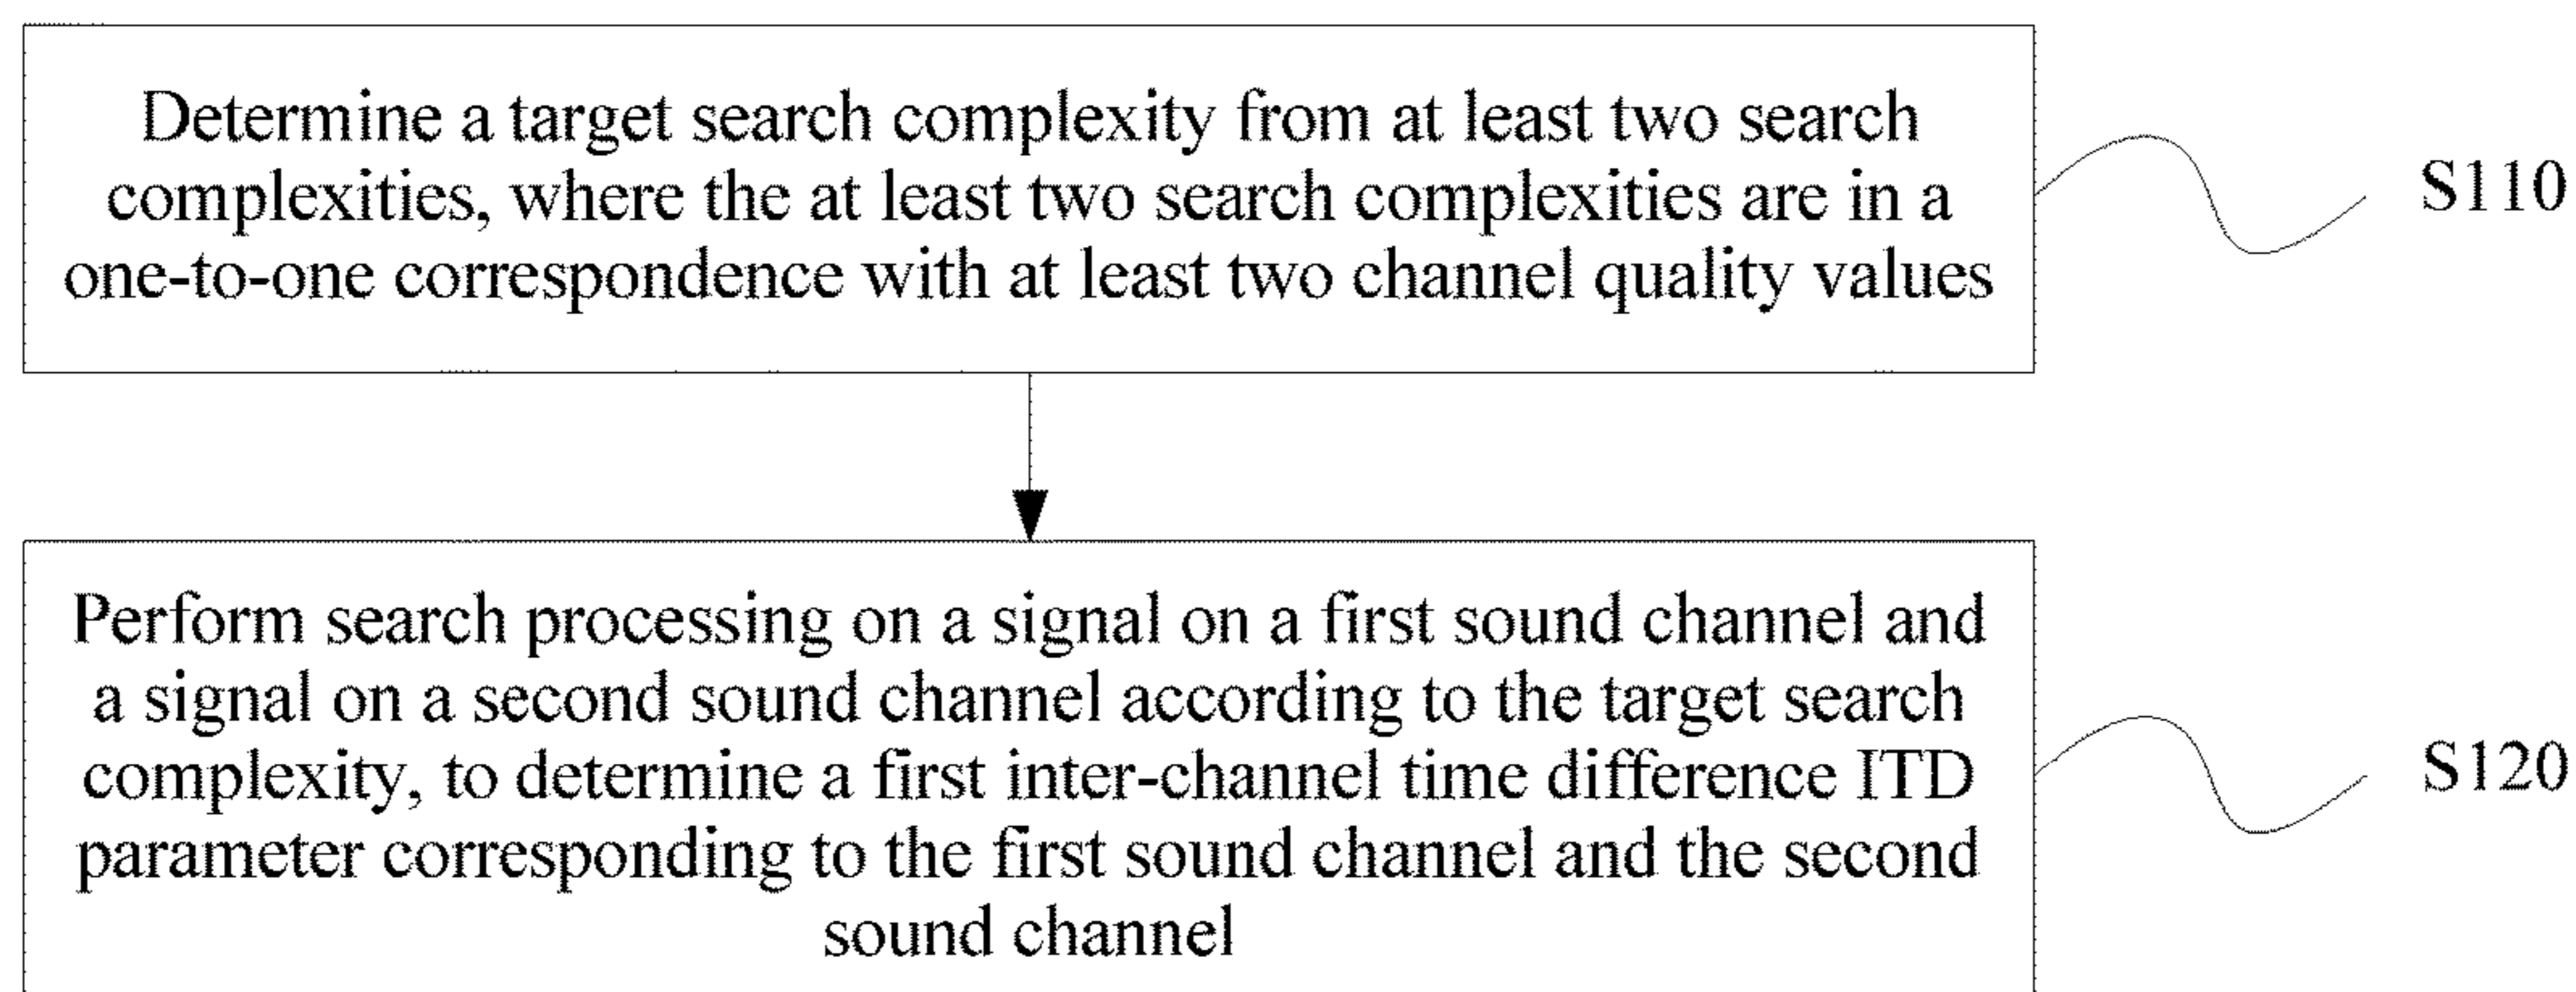 Determine a target search complexity from at least two search
complexities, where the at least two search complexities are in a
one-to-one correspondence with at least two channel quality values
S110
Perform search processing on a signal on a first sound channel and
a signal on a second sound channel according to the target search
complexity, to determine a first inter-channel time difference ITD
parameter corresponding to the first sound channel and the second
sound channel
S120